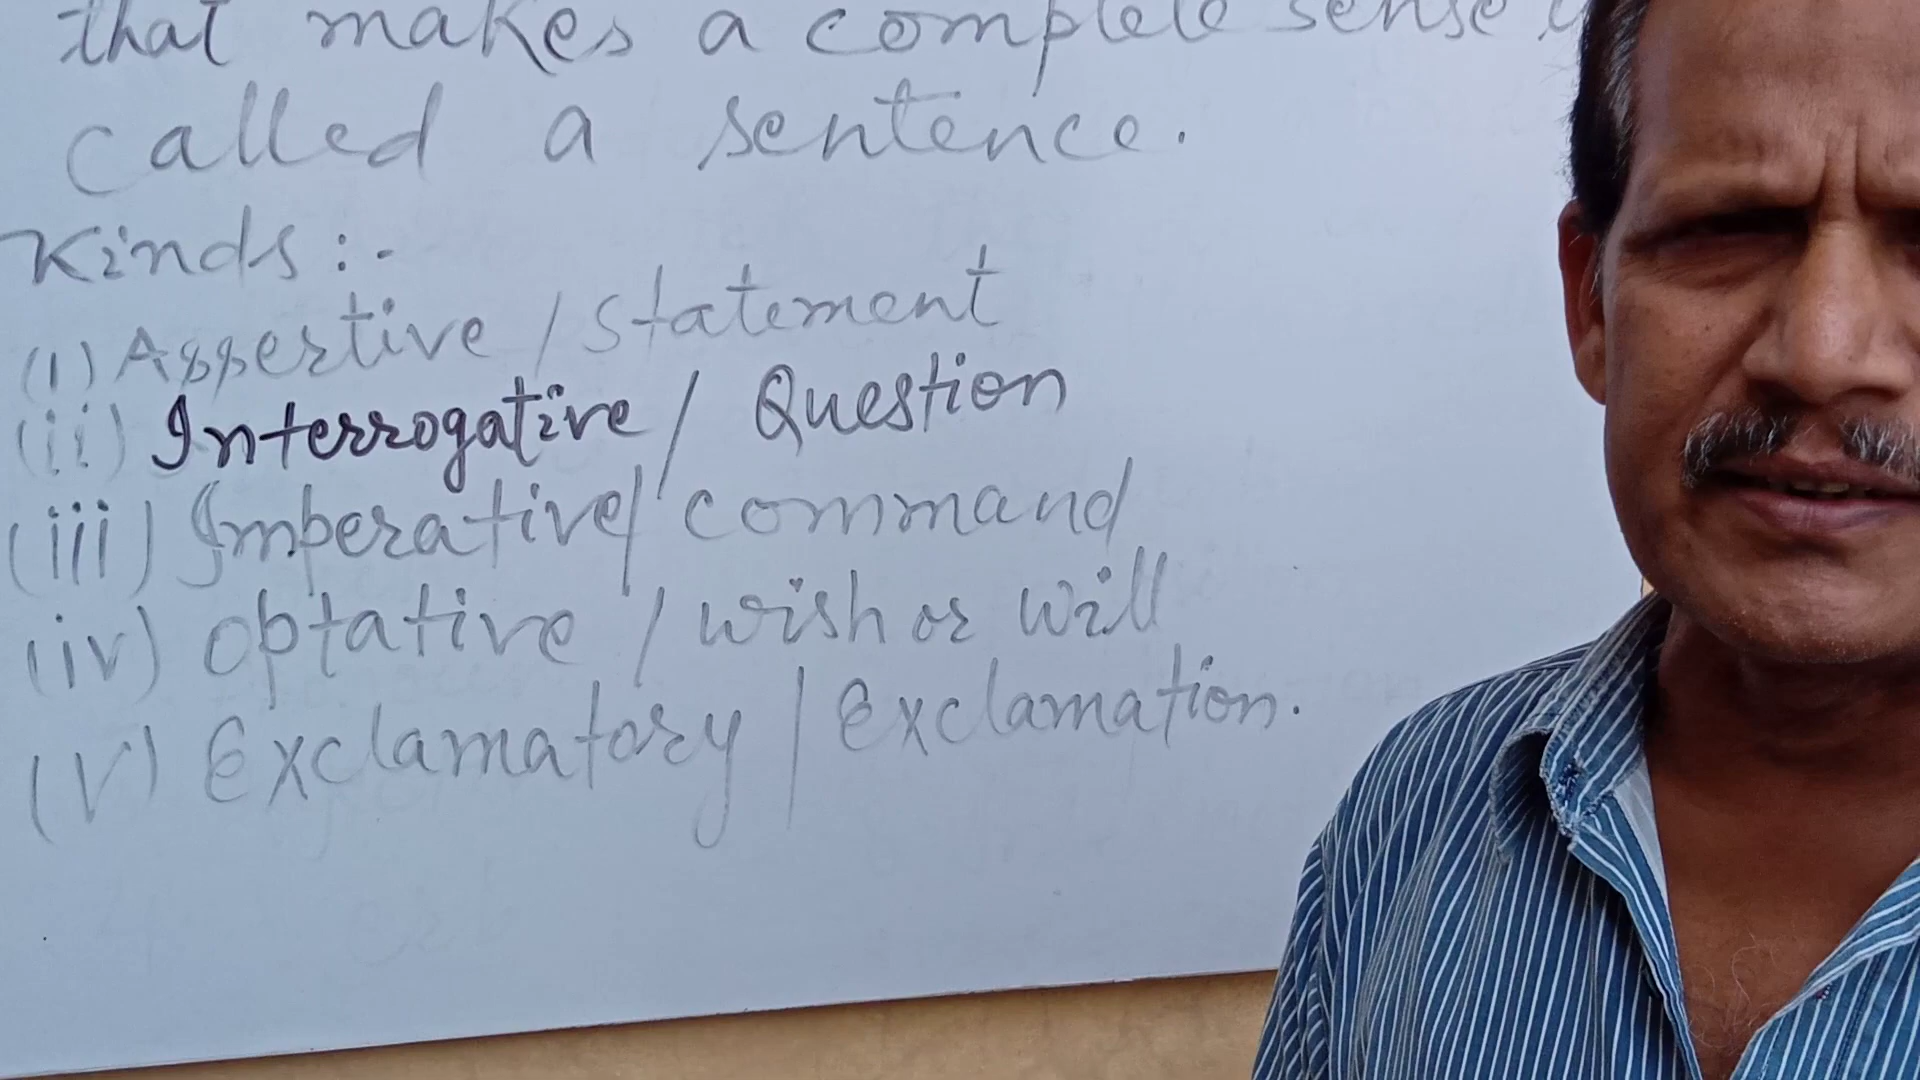 that makes a complete sense
called a sentence.
Kinds :-
(i) Assertive / Statement
(ii) Interrogative / Question
(iii) Imperative / command
(iv) optative / wish or will
(v) Exclamatory / Exclamation.